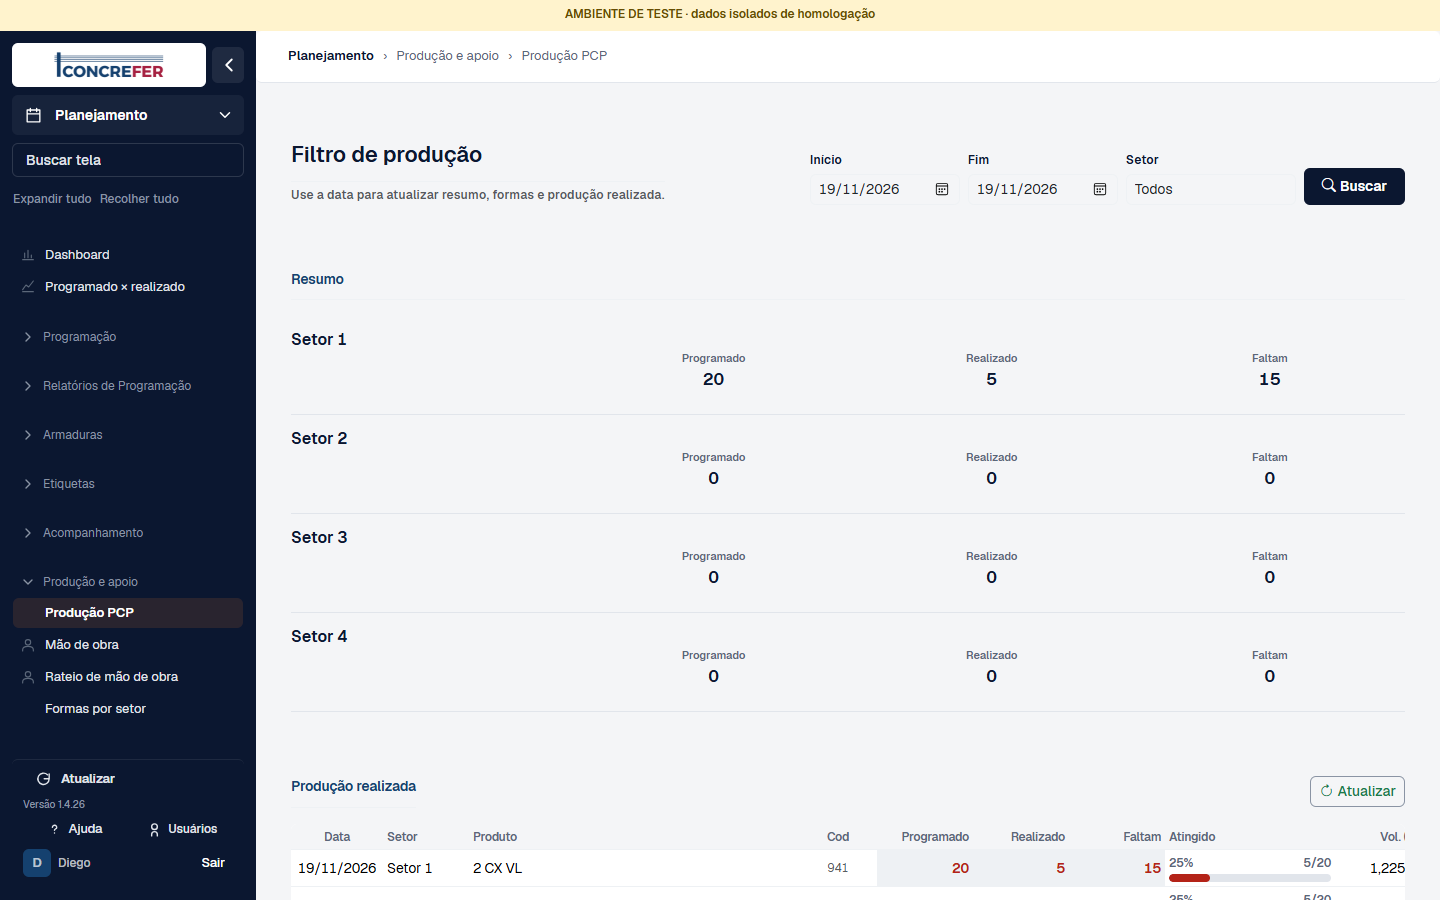 AMBIENTE DE TESTE · dados isolados de homologação
CONCREFER
Planejamento
Buscar tela
Expandir tudo Recolher tudo
Dashboard
Programado × realizado
Programação
Relatórios de Programação
Armaduras
Etiquetas
Acompanhamento
Produção e apoio
Produção PCP
Mão de obra
Rateio de mão de obra
Formas por setor
Atualizar
Versão 1.4.26
? Ajuda Usuários
D Diego Sair
Planejamento › Produção e apoio › Produção PCP
Filtro de produção
Use a data para atualizar resumo, formas e produção realizada.
Início Fim Setor
19/11/2026 19/11/2026 Todos Buscar
Resumo
Setor 1
Programado Realizado Faltam
20 5 15
Setor 2
Programado Realizado Faltam
0 0 0
Setor 3
Programado Realizado Faltam
0 0 0
Setor 4
Programado Realizado Faltam
0 0 0
Produção realizada Atualizar
Data Setor Produto Cod Programado Realizado Faltam Atingido Vol.
19/11/2026 Setor 1 2 CX VL 941 20 5 15 25% 5/20 1,225
25% 5/20